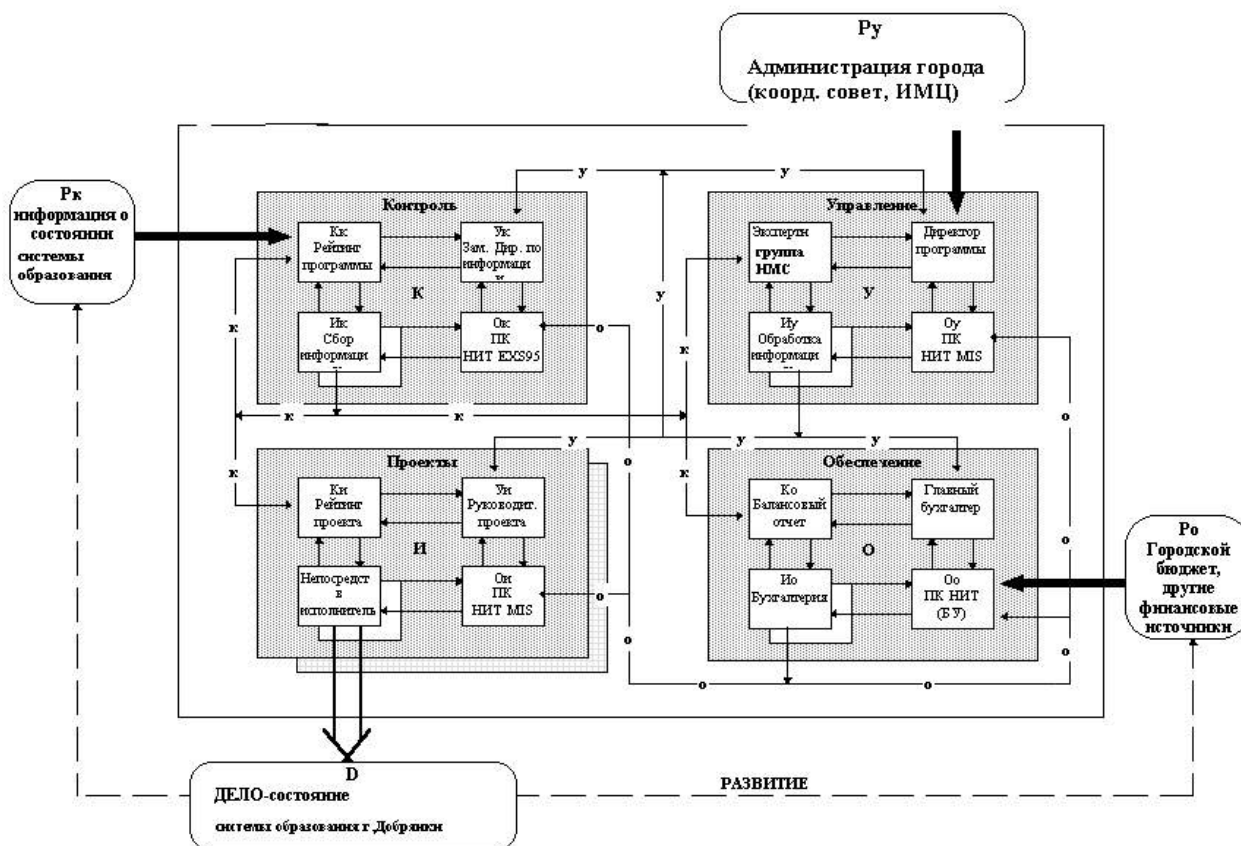 Ру
Администрация города
(коорд. совет, ИМЦ)
Рк
информация о
состоянии
системы
образования
у
у
Контроль
Кк
Рейтинг
программы
Ук
Зам. Дир. по
информаци
и
К
Ик
Сбор
информаци
и
Ок
ПК
НИТ EXS95
Управление
Эксперти
группа
НМС
Директор
программы
У
Иу
Обработка
информаци
и
Оу
ПК
НИТ MIS
у
к
к
о
о
к
к
о
у
у
у
к
к
о
Проекты
Ки
Рейтинг
проекта
Уи
Руководит.
проекта
И
Непосредст
в
исполнитель
Ои
ПК
НИТ MIS
Обеспечение
Ко
Балансовый
отчет
Главный
бухгалтер
О
Ио
Бухгалтерия
Оо
ПК НИТ
(БУ)
о
о
о
о
о
о
Ро
Городской
бюджет,
другие
финансовые
источники
D
ДЕЛО-состояние
системы образования г.Добрянки
РАЗВИТИЕ